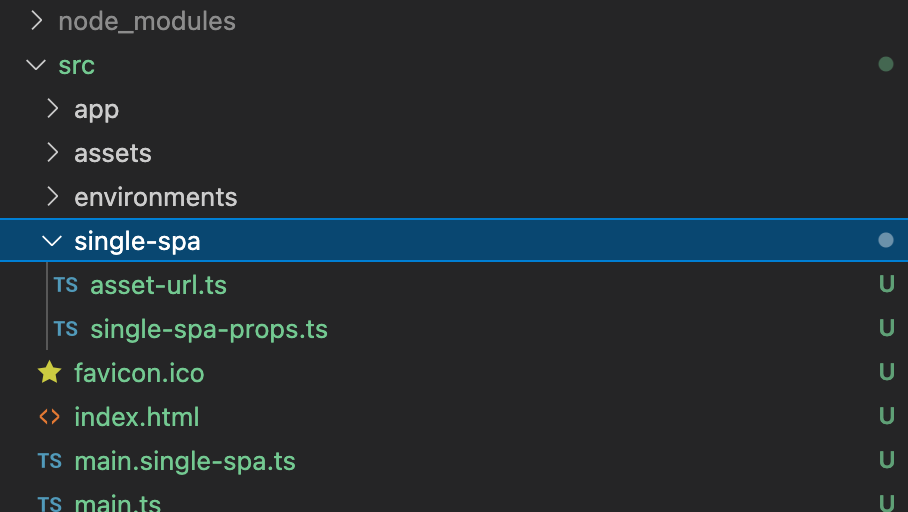 node_modules
src
app
assets
environments
single-spa
TS asset-url.ts U
TS single-spa-props.ts U
favicon.ico U
<> index.html U
TS main.single-spa.ts U
TS main.ts U